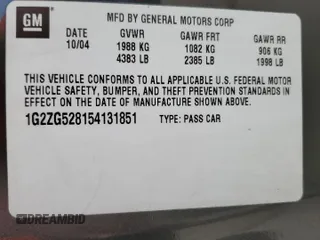 GM
MFD BY GENERAL MOTORS CORP
DATE GVWR GAWR FRT GAWR RR
10/04 1988 KG 1082 KG 906 KG
4383 LB 2385 LB 1998 LB
THIS VEHICLE CONFORMS TO ALL APPLICABLE U.S. FEDERAL MOTOR
VEHICLE SAFETY, BUMPER, AND THEFT PREVENTION STANDARDS IN
EFFECT ON THE DATE OF MANUFACTURE SHOWN ABOVE.
1G2ZG528154131851 TYPE: PASS CAR
DREAMBID